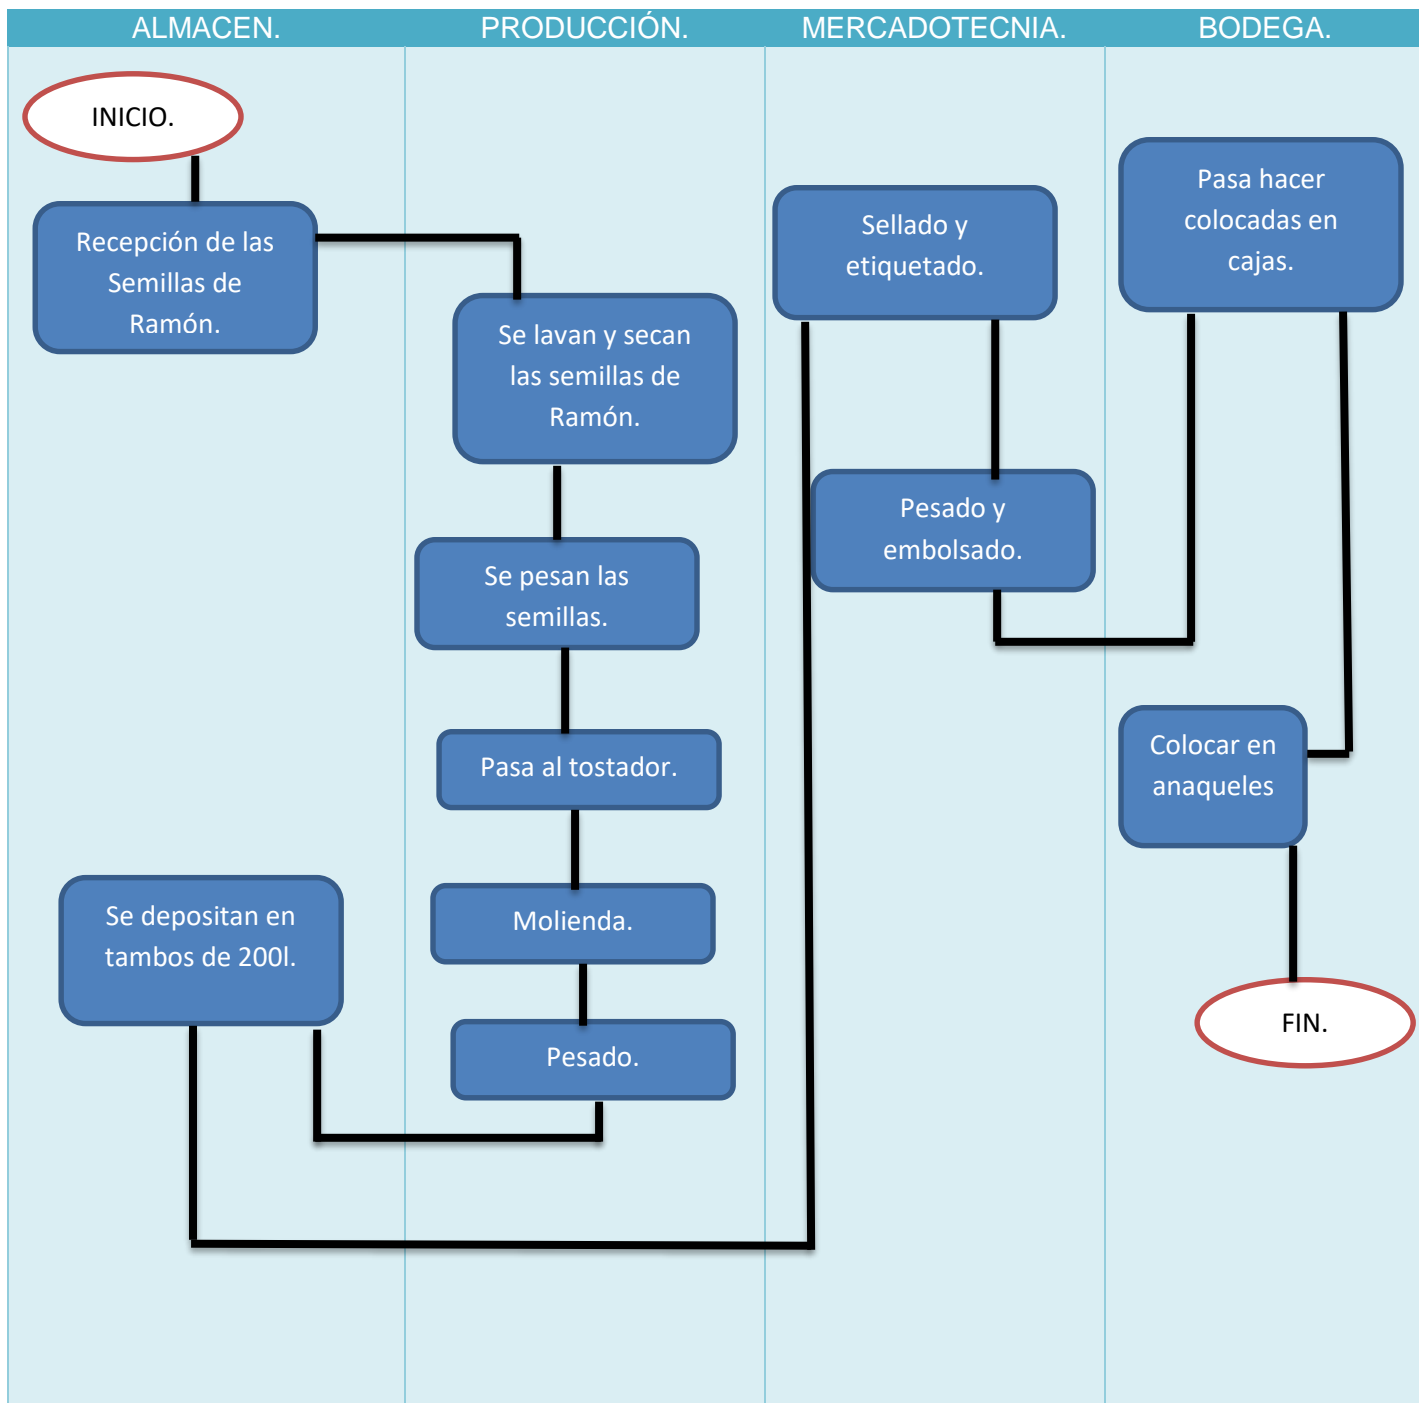 ALMACEN.
PRODUCCIÓN.
MERCADOTECNIA.
BODEGA.
INICIO.
Recepción de las
Semillas de
Ramón.
Se lavan y secan
las semillas de
Ramón.
Se pesan las
semillas.
Pasa al tostador.
Molienda.
Pesado.
Se depositan en
tambos de 200l.
Sellado y
etiquetado.
Pesado y
embolsado.
Pasa hacer
colocadas en
cajas.
Colocar en
anaqueles
FIN.